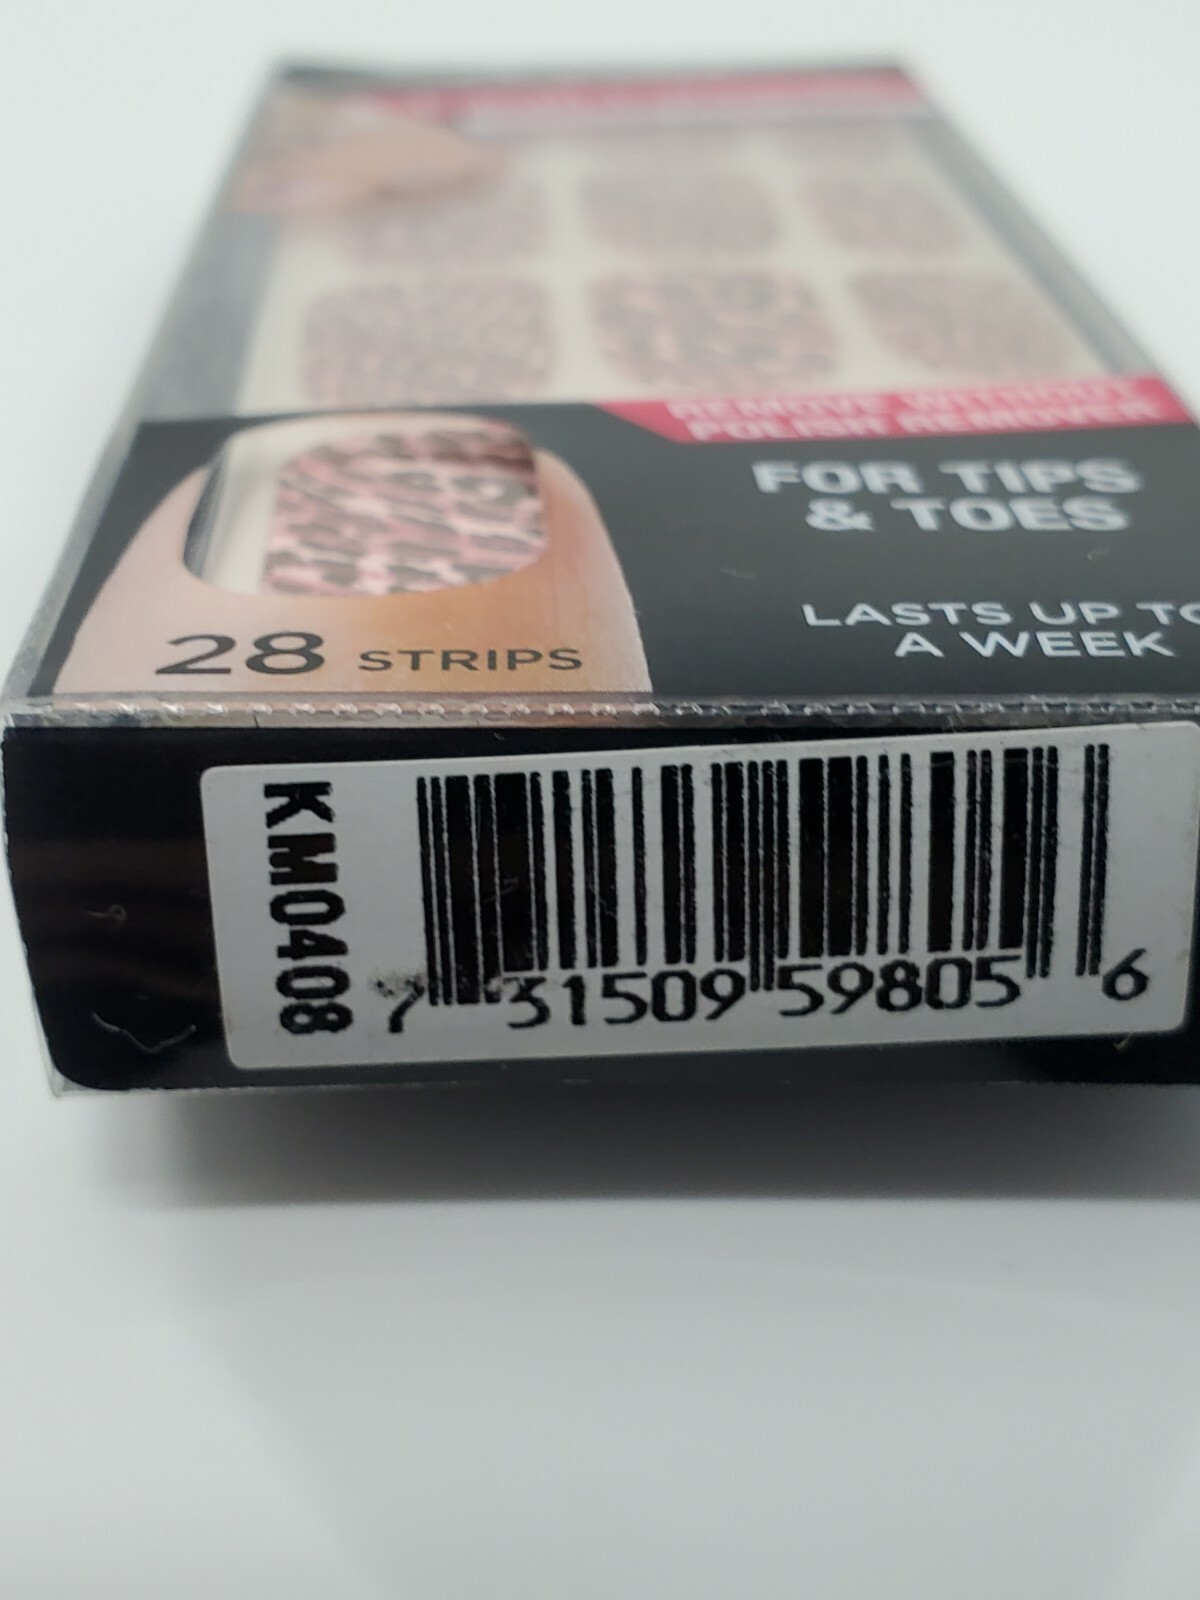 REMOVE WITHOUT
POLISH REMOVER
FOR TIPS
& TOES
LASTS UP TO
A WEEK
28 STRIPS
KM0408
7 31509 59805 6